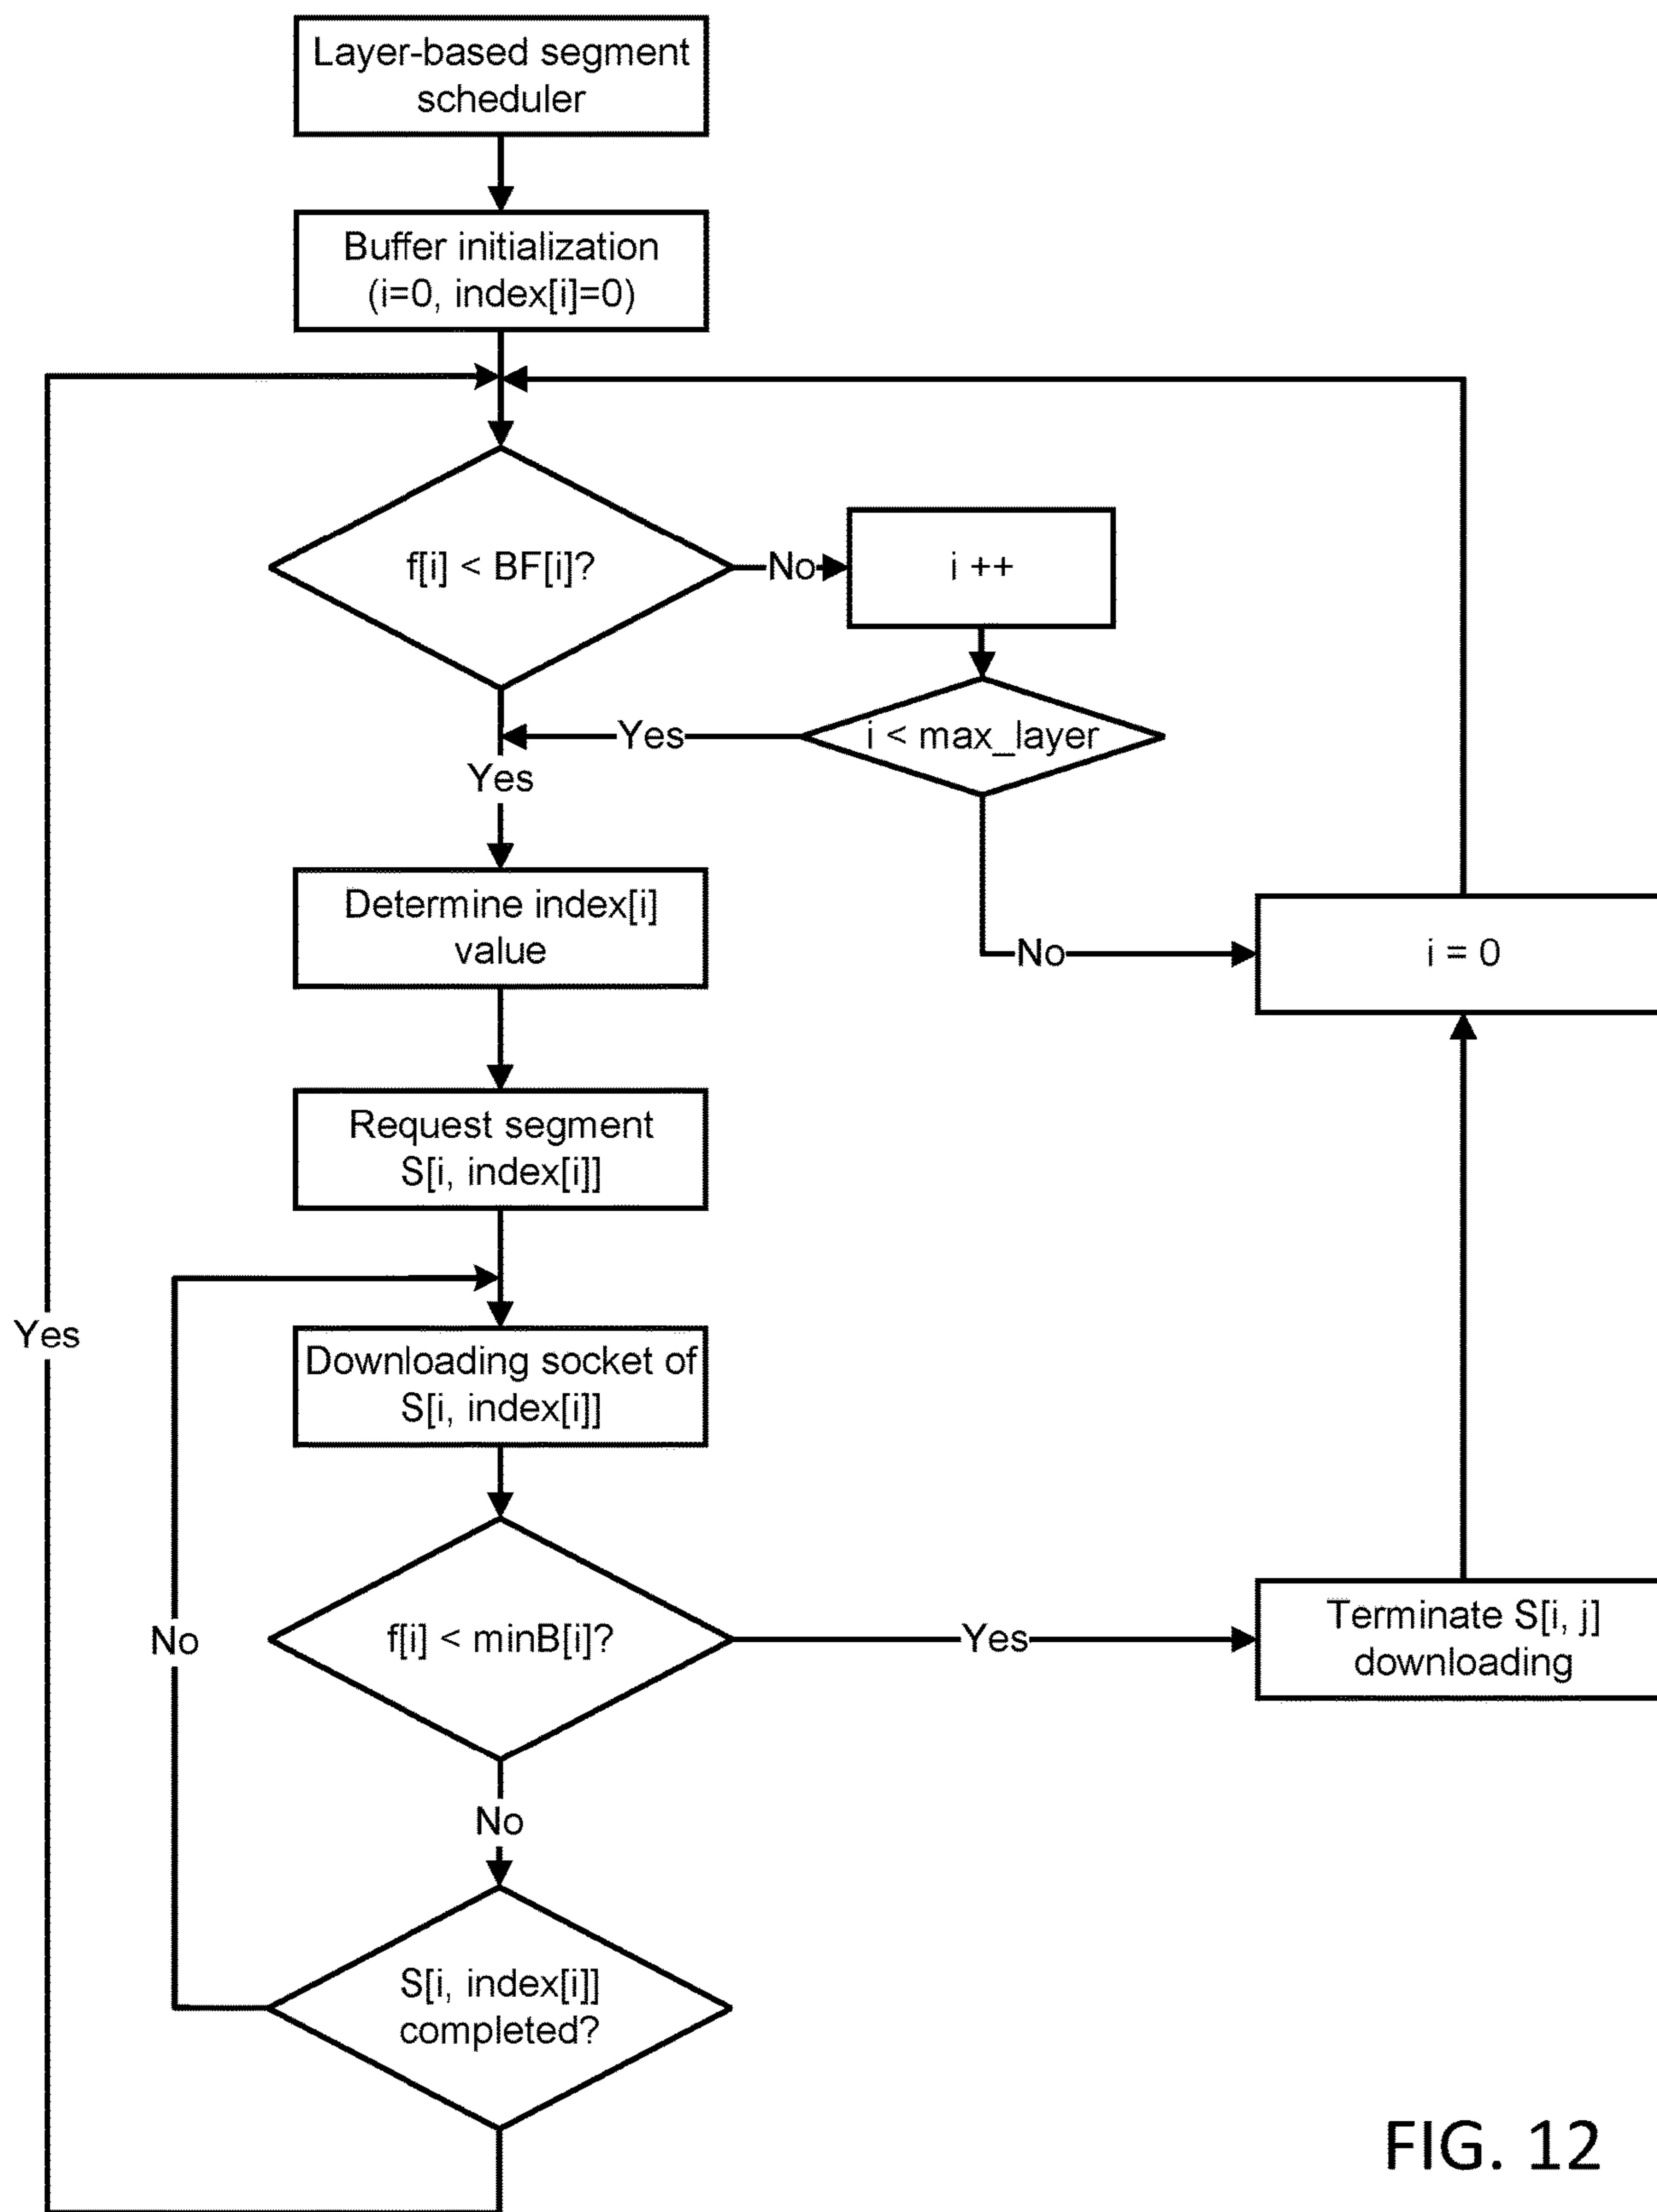 Layer-based segment
scheduler
Buffer initialization
(i=0, index[i]=0)
f[i] < BF[i]?
No
i ++
Yes
i < max_layer
Yes
Determine index[i]
value
No
i = 0
Request segment
S[i, index[i]]
Yes
Downloading socket of
S[i, index[i]]
No
f[i] < minB[i]?
Yes
Terminate S[i, j]
downloading
No
S[i, index[i]]
completed?
FIG. 12